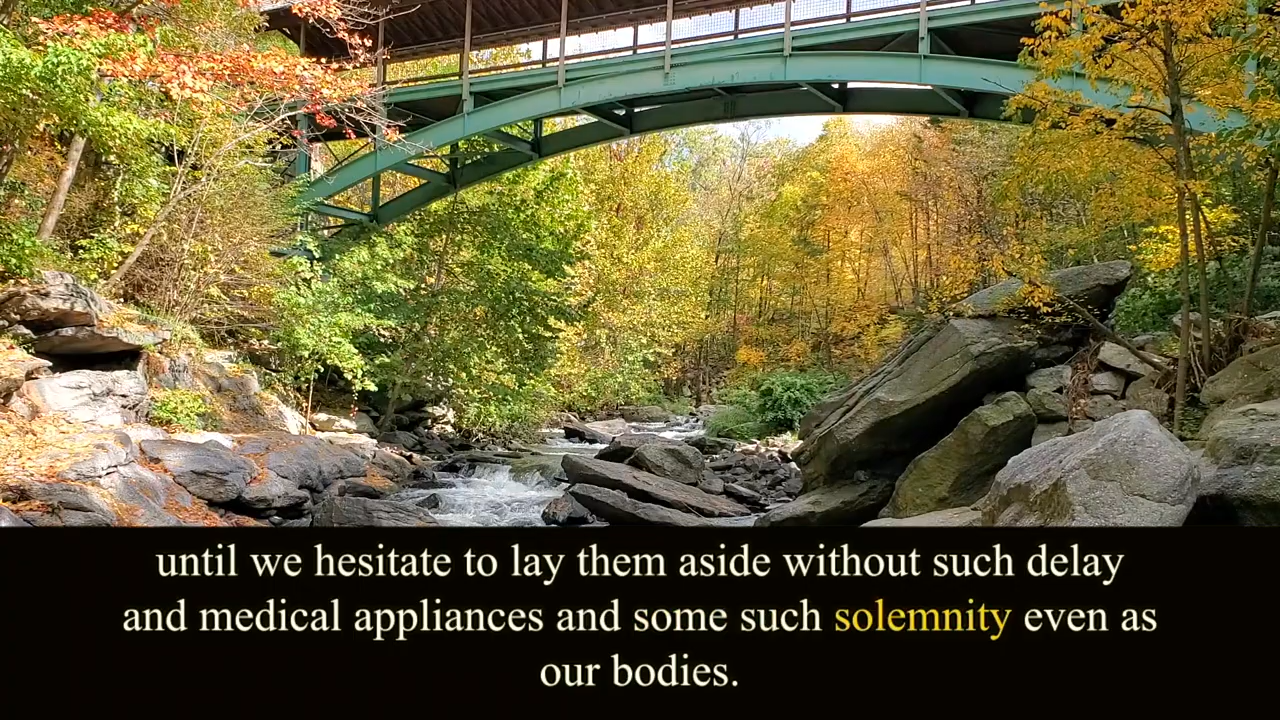 until we hesitate to lay them aside without such delay
and medical appliances and some such solemnity even as
our bodies.